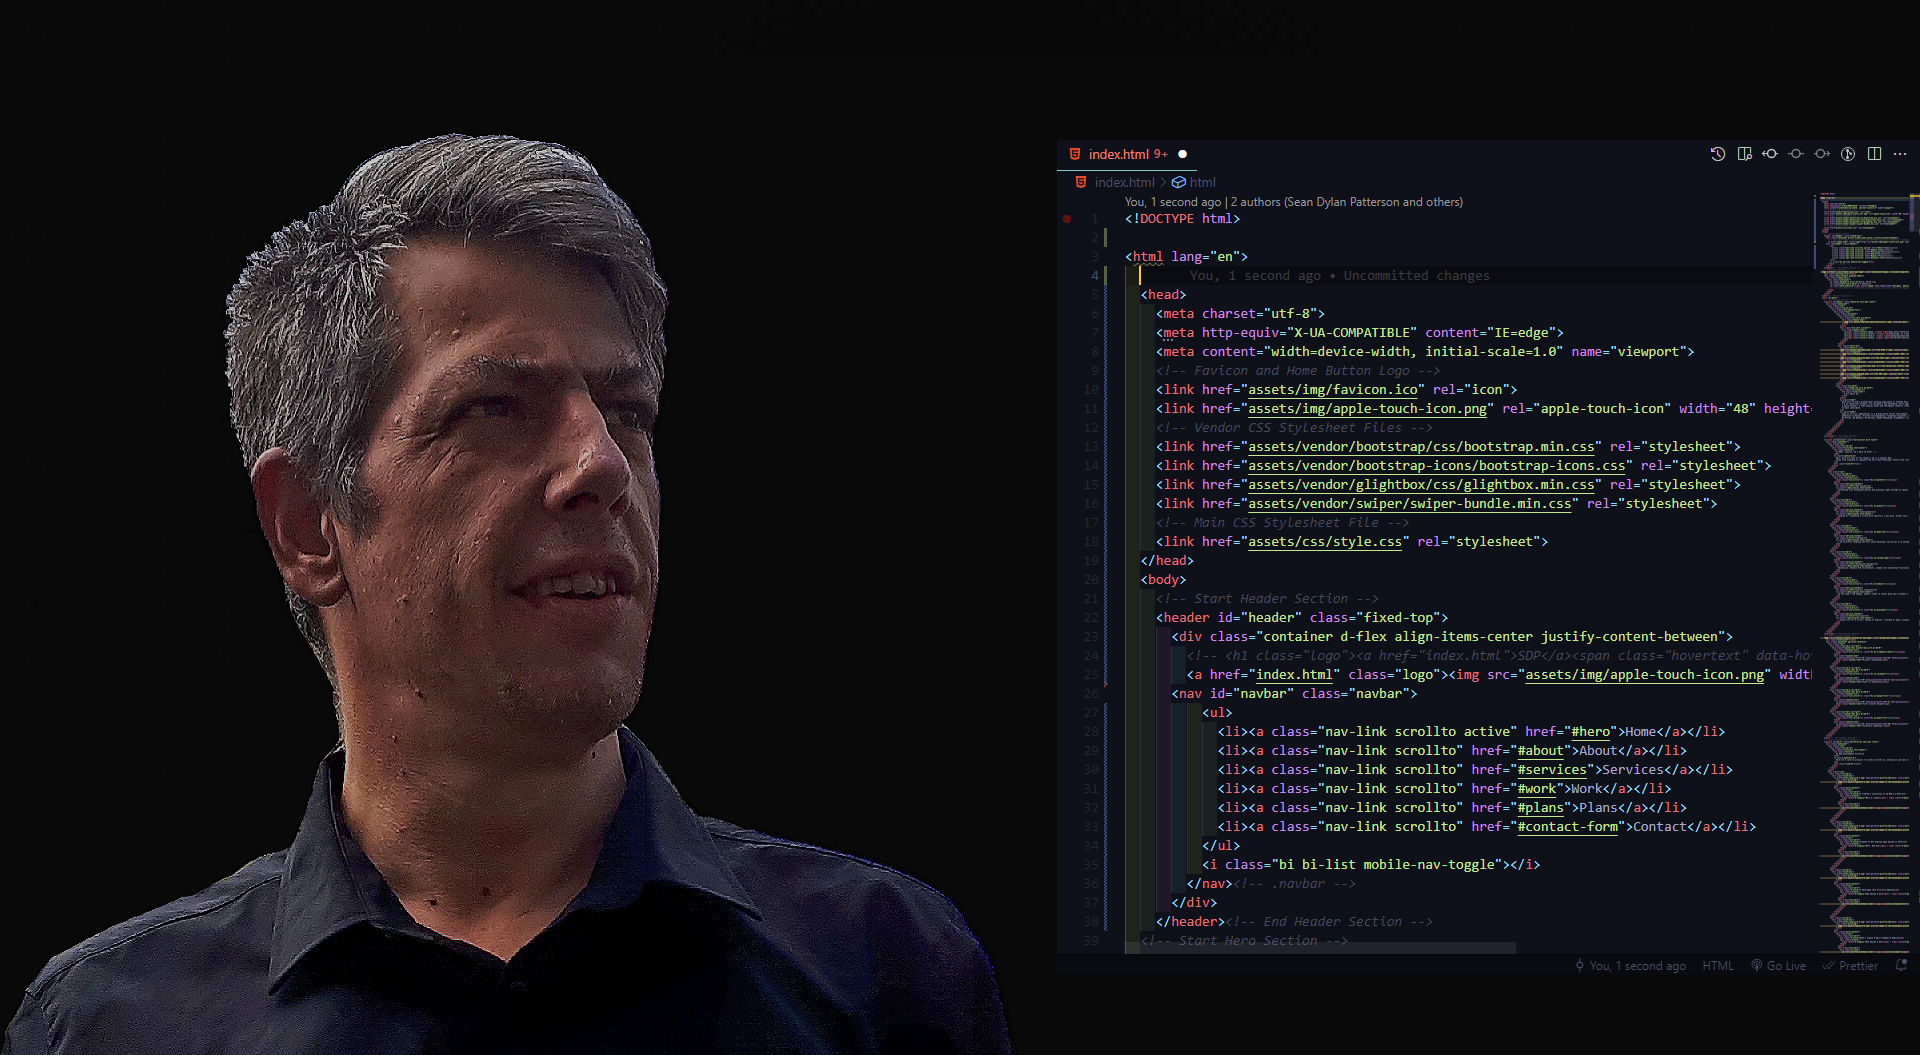 index.html 9+
index.html > html
You, 1 second ago | 2 authors (Sean Dylan Patterson and others)
1 <!DOCTYPE html>
2
3 <html lang="en">
4 You, 1 second ago • Uncommitted changes
5 <head>
6 <meta charset="utf-8">
7 <meta http-equiv="X-UA-COMPATIBLE" content="IE=edge">
8 <meta content="width=device-width, initial-scale=1.0" name="viewport">
9 <!-- Favicon and Home Button Logo -->
10 <link href="assets/img/favicon.ico" rel="icon">
11 <link href="assets/img/apple-touch-icon.png" rel="apple-touch-icon" width="48" height=
12 <!-- Vendor CSS Stylesheet Files -->
13 <link href="assets/vendor/bootstrap/css/bootstrap.min.css" rel="stylesheet">
14 <link href="assets/vendor/bootstrap-icons/bootstrap-icons.css" rel="stylesheet">
15 <link href="assets/vendor/glightbox/css/glightbox.min.css" rel="stylesheet">
16 <link href="assets/vendor/swiper/swiper-bundle.min.css" rel="stylesheet">
17 <!-- Main CSS Stylesheet File -->
18 <link href="assets/css/style.css" rel="stylesheet">
19 </head>
20 <body>
21 <!-- Start Header Section -->
22 <header id="header" class="fixed-top">
23 <div class="container d-flex align-items-center justify-content-between">
24 <!-- <h1 class="logo"><a href="index.html">SDP</a><span class="hovertext" data-ho
25 <a href="index.html" class="logo"><img src="assets/img/apple-touch-icon.png" widt
26 <nav id="navbar" class="navbar">
27 <ul>
28 <li><a class="nav-link scrollto active" href="#hero">Home</a></li>
29 <li><a class="nav-link scrollto" href="#about">About</a></li>
30 <li><a class="nav-link scrollto" href="#services">Services</a></li>
31 <li><a class="nav-link scrollto" href="#work">Work</a></li>
32 <li><a class="nav-link scrollto" href="#plans">Plans</a></li>
33 <li><a class="nav-link scrollto" href="#contact-form">Contact</a></li>
34 </ul>
35 <i class="bi bi-list mobile-nav-toggle"></i>
36 </nav><!-- .navbar -->
37 </div>
38 </header><!-- End Header Section -->
39 <!-- Start Hero Section -->
You, 1 second ago HTML Go Live Prettier